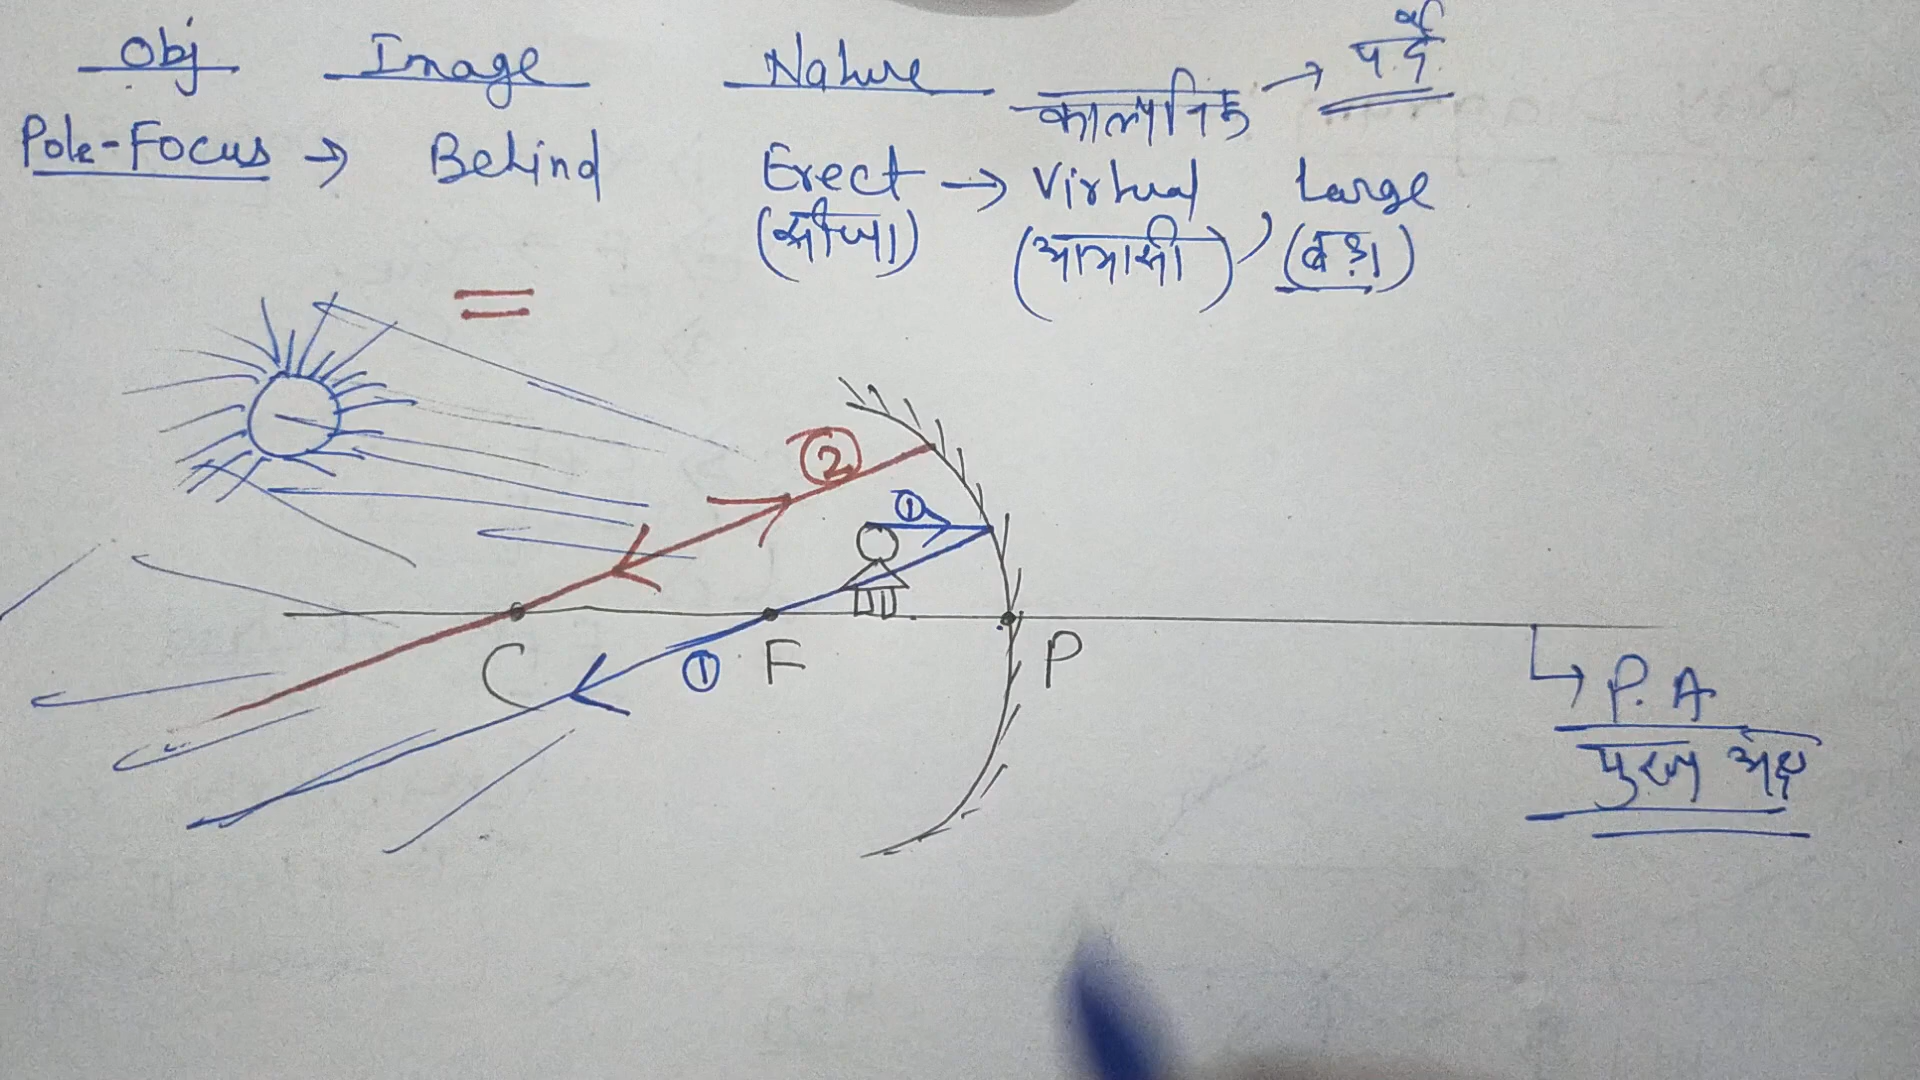 Obj Image Nature काल्पनिक → पर्दे
Pole-Focus → Behind Erect → Virtual, Large
(सीधा) (आभासी) (बड़ा)
②
①
C ① F P
P.A
मुख्य अक्ष